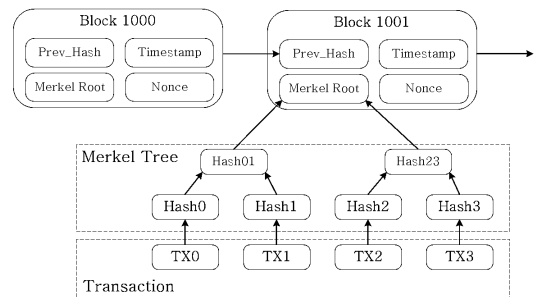 Block 1000
Block 1001
Prev_Hash
Timestamp
Prev_Hash
Timestamp
Merkel Root
Nonce
Merkel Root
Nonce
Merkel Tree
Hash01
Hash23
Hash0
Hash1
Hash2
Hash3
TX0
TX1
TX2
TX3
Transaction